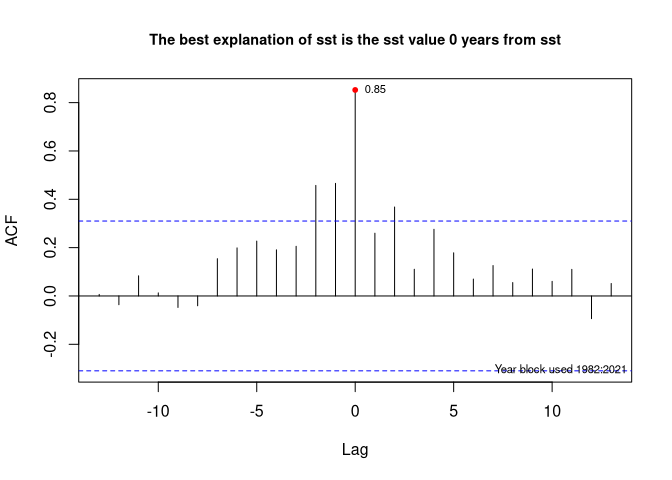 The best explanation of sst is the sst value 0 years from sst
0.85
0.8
0.6
0.4
0.2
0.0
-0.2
ACF
Year block used 1982:2021
-10 -5 0 5 10
Lag